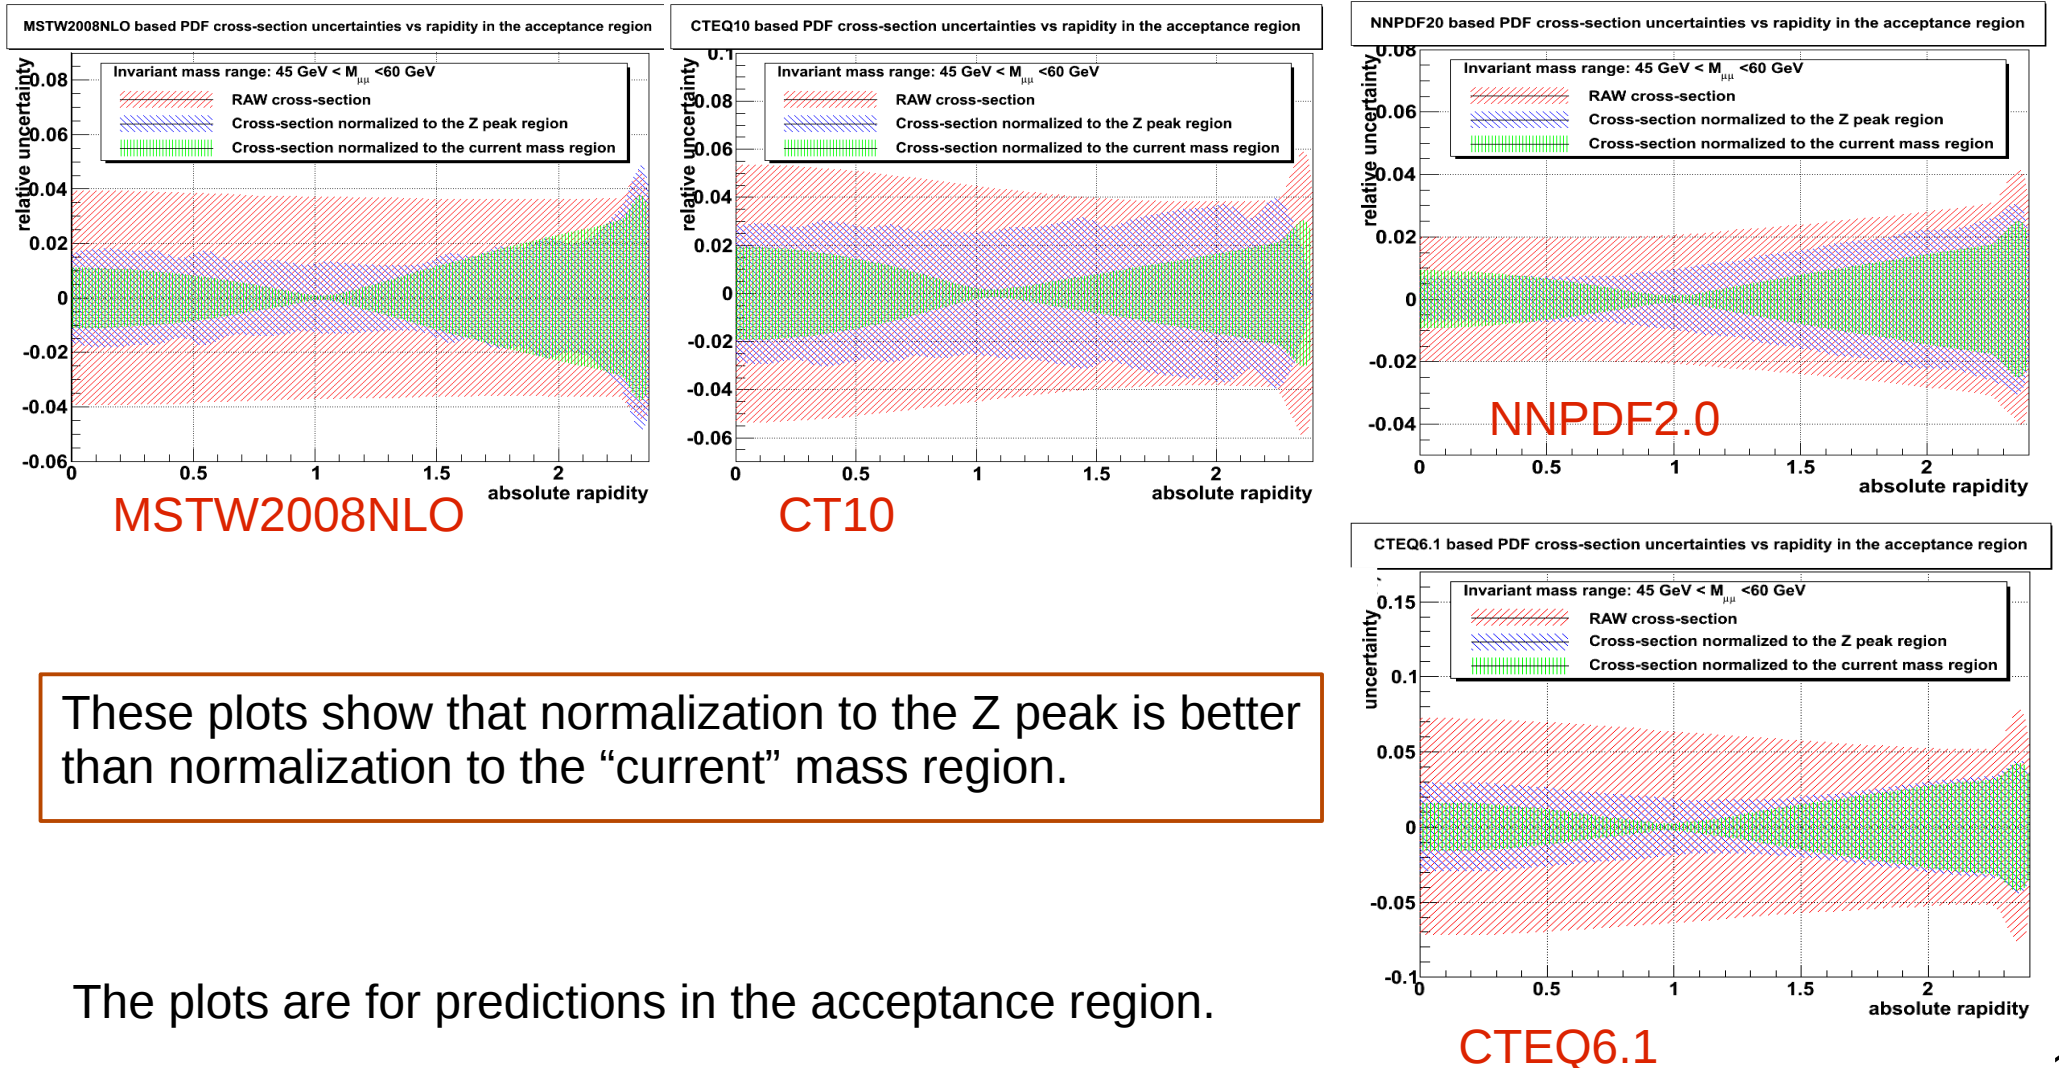 MSTW2008NLO based PDF cross-section uncertainties vs rapidity in the acceptance region
relative uncertainty
Invariant mass range: 45 GeV < Mμμ <60 GeV
RAW cross-section
Cross-section normalized to the Z peak region
Cross-section normalized to the current mass region
0.08
0.06
0.04
0.02
0
-0.02
-0.04
-0.06
0 0.5 1 1.5 2
absolute rapidity
MSTW2008NLO
CTEQ10 based PDF cross-section uncertainties vs rapidity in the acceptance region
relative uncertainty
Invariant mass range: 45 GeV < Mμμ <60 GeV
RAW cross-section
Cross-section normalized to the Z peak region
Cross-section normalized to the current mass region
0.1
0.08
0.06
0.04
0.02
0
-0.02
-0.04
-0.06
0 0.5 1 1.5 2
absolute rapidity
CT10
NNPDF20 based PDF cross-section uncertainties vs rapidity in the acceptance region
relative uncertainty
Invariant mass range: 45 GeV < Mμμ <60 GeV
RAW cross-section
Cross-section normalized to the Z peak region
Cross-section normalized to the current mass region
0.08
0.06
0.04
0.02
0
-0.02
-0.04
0 0.5 1 1.5 2
absolute rapidity
NNPDF2.0
CTEQ6.1 based PDF cross-section uncertainties vs rapidity in the acceptance region
uncertainty
Invariant mass range: 45 GeV < Mμμ <60 GeV
RAW cross-section
Cross-section normalized to the Z peak region
Cross-section normalized to the current mass region
0.15
0.1
0.05
0
-0.05
-0.1
0 0.5 1 1.5 2
absolute rapidity
CTEQ6.1
These plots show that normalization to the Z peak is better
than normalization to the “current” mass region.
The plots are for predictions in the acceptance region.